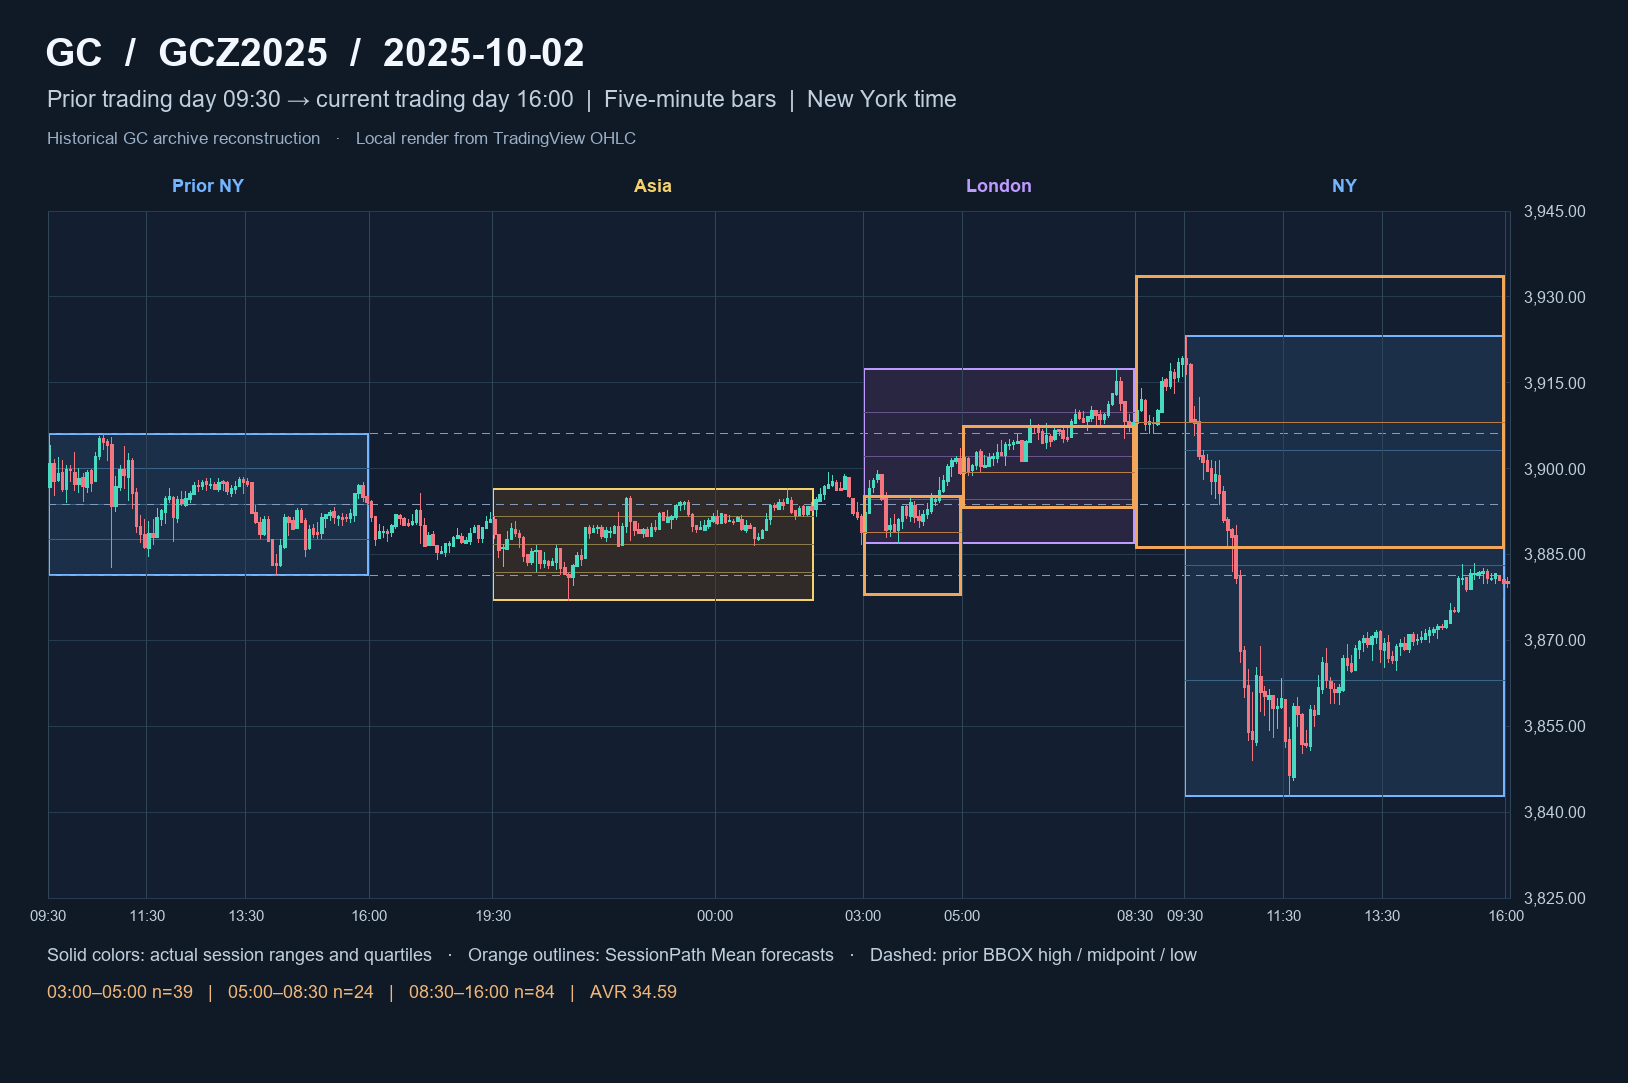 GC / GCZ2025 / 2025-10-02
Prior trading day 09:30 → current trading day 16:00 | Five-minute bars | New York time
Historical GC archive reconstruction · Local render from TradingView OHLC
Prior NY Asia London NY
3,945.00
3,930.00
3,915.00
3,900.00
3,885.00
3,870.00
3,855.00
3,840.00
3,825.00
09:30 11:30 13:30 16:00 19:30 00:00 03:00 05:00 08:30 09:30 11:30 13:30 16:00
Solid colors: actual session ranges and quartiles · Orange outlines: SessionPath Mean forecasts · Dashed: prior BBOX high / midpoint / low
03:00–05:00 n=39 | 05:00–08:30 n=24 | 08:30–16:00 n=84 | AVR 34.59